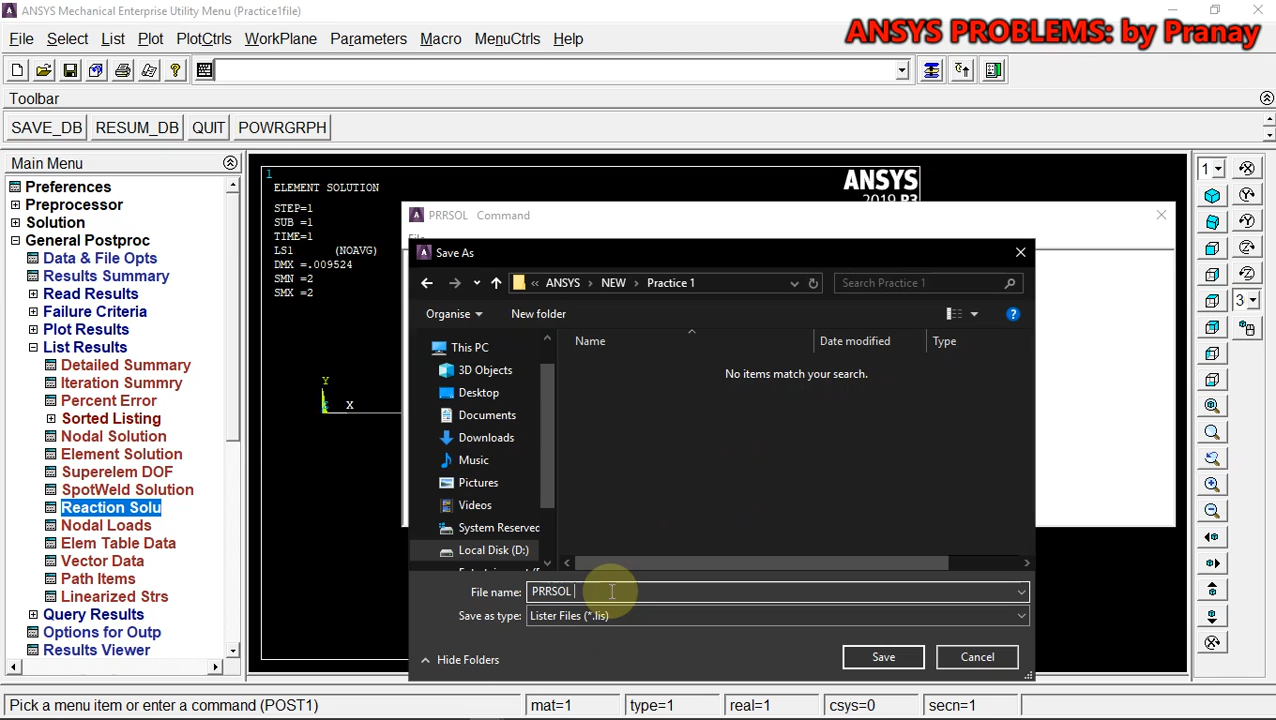 ANSYS Mechanical Enterprise Utility Menu (Practice1file)
ANSYS PROBLEMS: by Pranay
File Select List Plot PlotCtrls WorkPlane Parameters Macro MenuCtrls Help
Toolbar
SAVE_DB RESUM_DB QUIT POWRGRPH
Main Menu
Preferences
Preprocessor
Solution
General Postproc
Data & File Opts
Results Summary
Read Results
Failure Criteria
Plot Results
List Results
Detailed Summary
Iteration Summry
Percent Error
Sorted Listing
Nodal Solution
Element Solution
Superelem DOF
SpotWeld Solution
Reaction Solu
Nodal Loads
Elem Table Data
Vector Data
Path Items
Linearized Strs
Query Results
Options for Outp
Results Viewer
1
ELEMENT SOLUTION
STEP=1
SUB =1
TIME=1
LS1 (NOAVG)
DMX =.009524
SMN =2
SMX =2
Y
X
ANSYS
2019 R3
PRRSOL Command
Save As
« ANSYS › NEW › Practice 1
Search Practice 1
Organise New folder
Name Date modified Type
No items match your search.
This PC
3D Objects
Desktop
Documents
Downloads
Music
Pictures
Videos
System Reserved
Local Disk (D:)
File name: PRRSOL
Save as type: Lister Files (*.lis)
Hide Folders
Save Cancel
1
3
Pick a menu item or enter a command (POST1)
mat=1 type=1 real=1 csys=0 secn=1